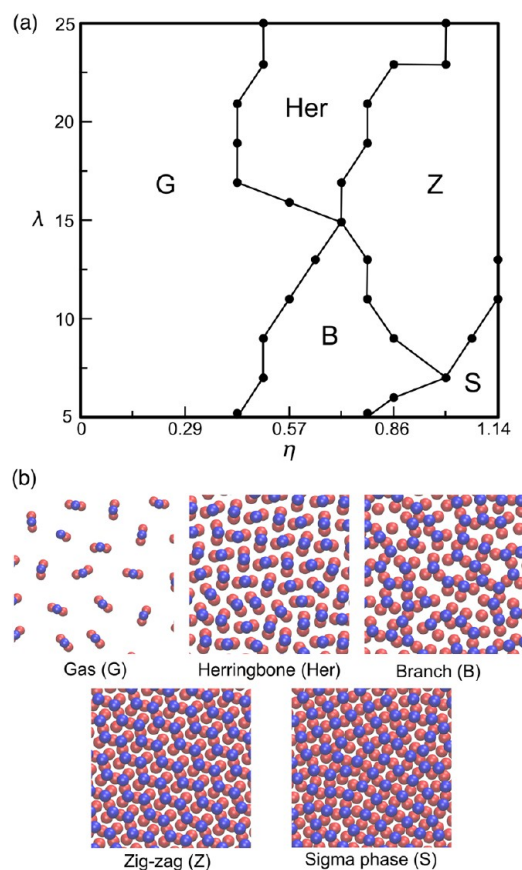 (a)
25
Her
20
G
Z
λ
15
10
B
S
5
0 0.29 0.57 0.86 1.14
η
(b)
Gas (G) Herringbone (Her) Branch (B)
Zig-zag (Z) Sigma phase (S)